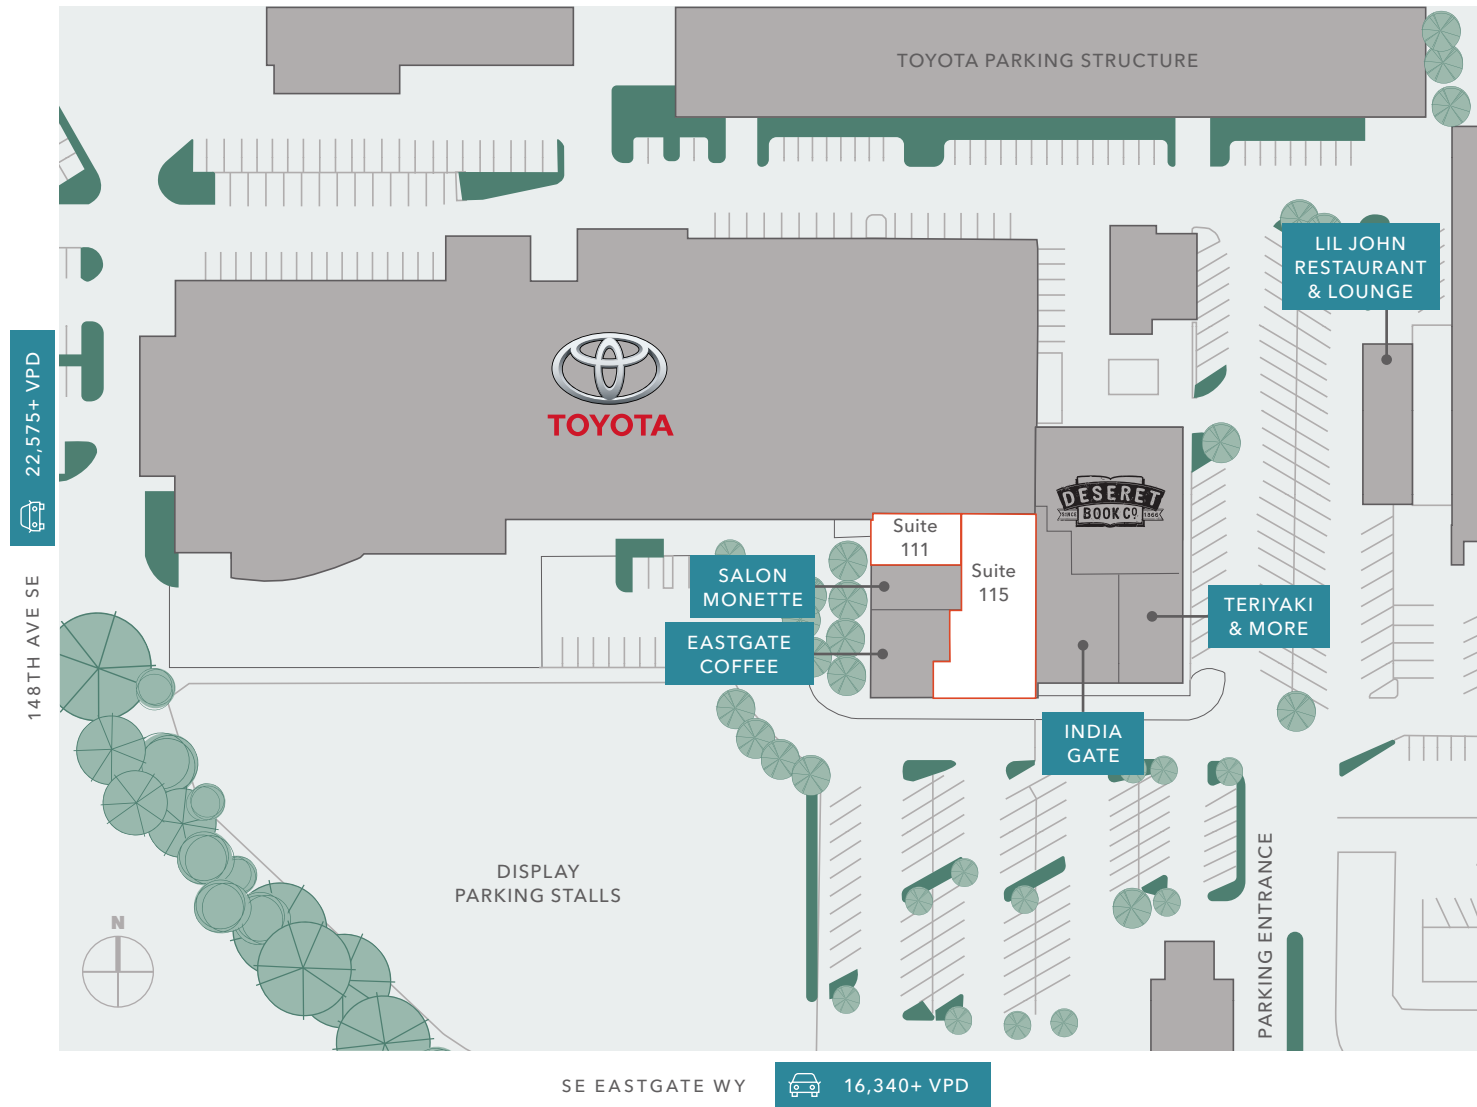 TOYOTA PARKING STRUCTURE
LIL JOHN
RESTAURANT
& LOUNGE
22,575+ VPD
148TH AVE SE
TOYOTA
DESERET
SINCE
BOOK CO
1866
Suite
111
Suite
115
SALON
MONETTE
EASTGATE
COFFEE
TERIYAKI
& MORE
INDIA
GATE
DISPLAY
PARKING STALLS
PARKING ENTRANCE
N
SE EASTGATE WY
16,340+ VPD